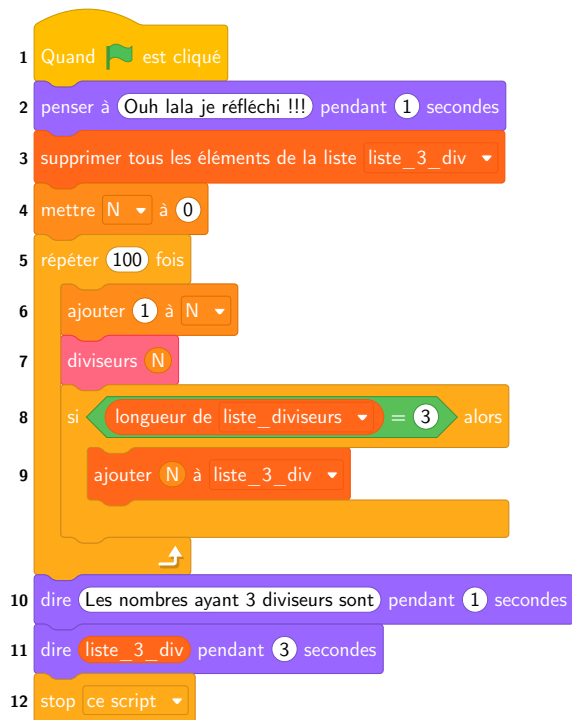 1 Quand est cliqué
2 penser à Ouh lala je réfléchi !!! pendant 1 secondes
3 supprimer tous les éléments de la liste liste_3_div
4 mettre N à 0
5 répéter 100 fois
6 ajouter 1 à N
7 diviseurs N
8 si longueur de liste_diviseurs = 3 alors
9 ajouter N à liste_3_div
10 dire Les nombres ayant 3 diviseurs sont pendant 1 secondes
11 dire liste_3_div pendant 3 secondes
12 stop ce script